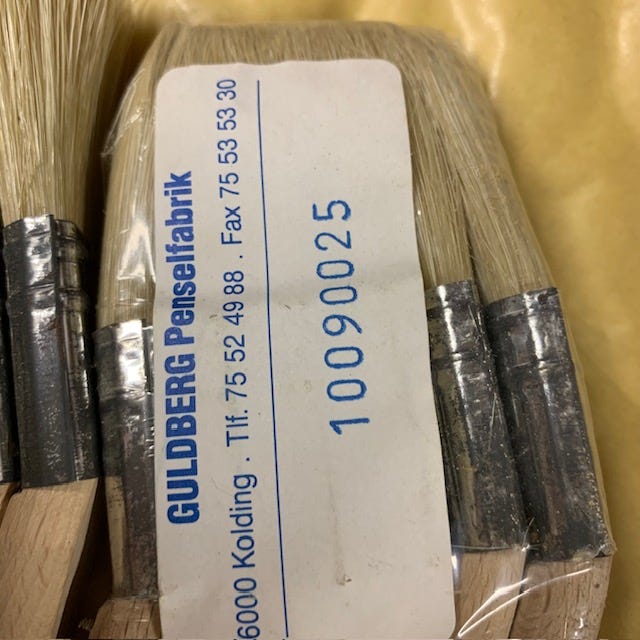 GULDBERG Penselfabrik
6000 Kolding . Tlf. 75 52 49 88 . Fax 75 53 53 30
10090025